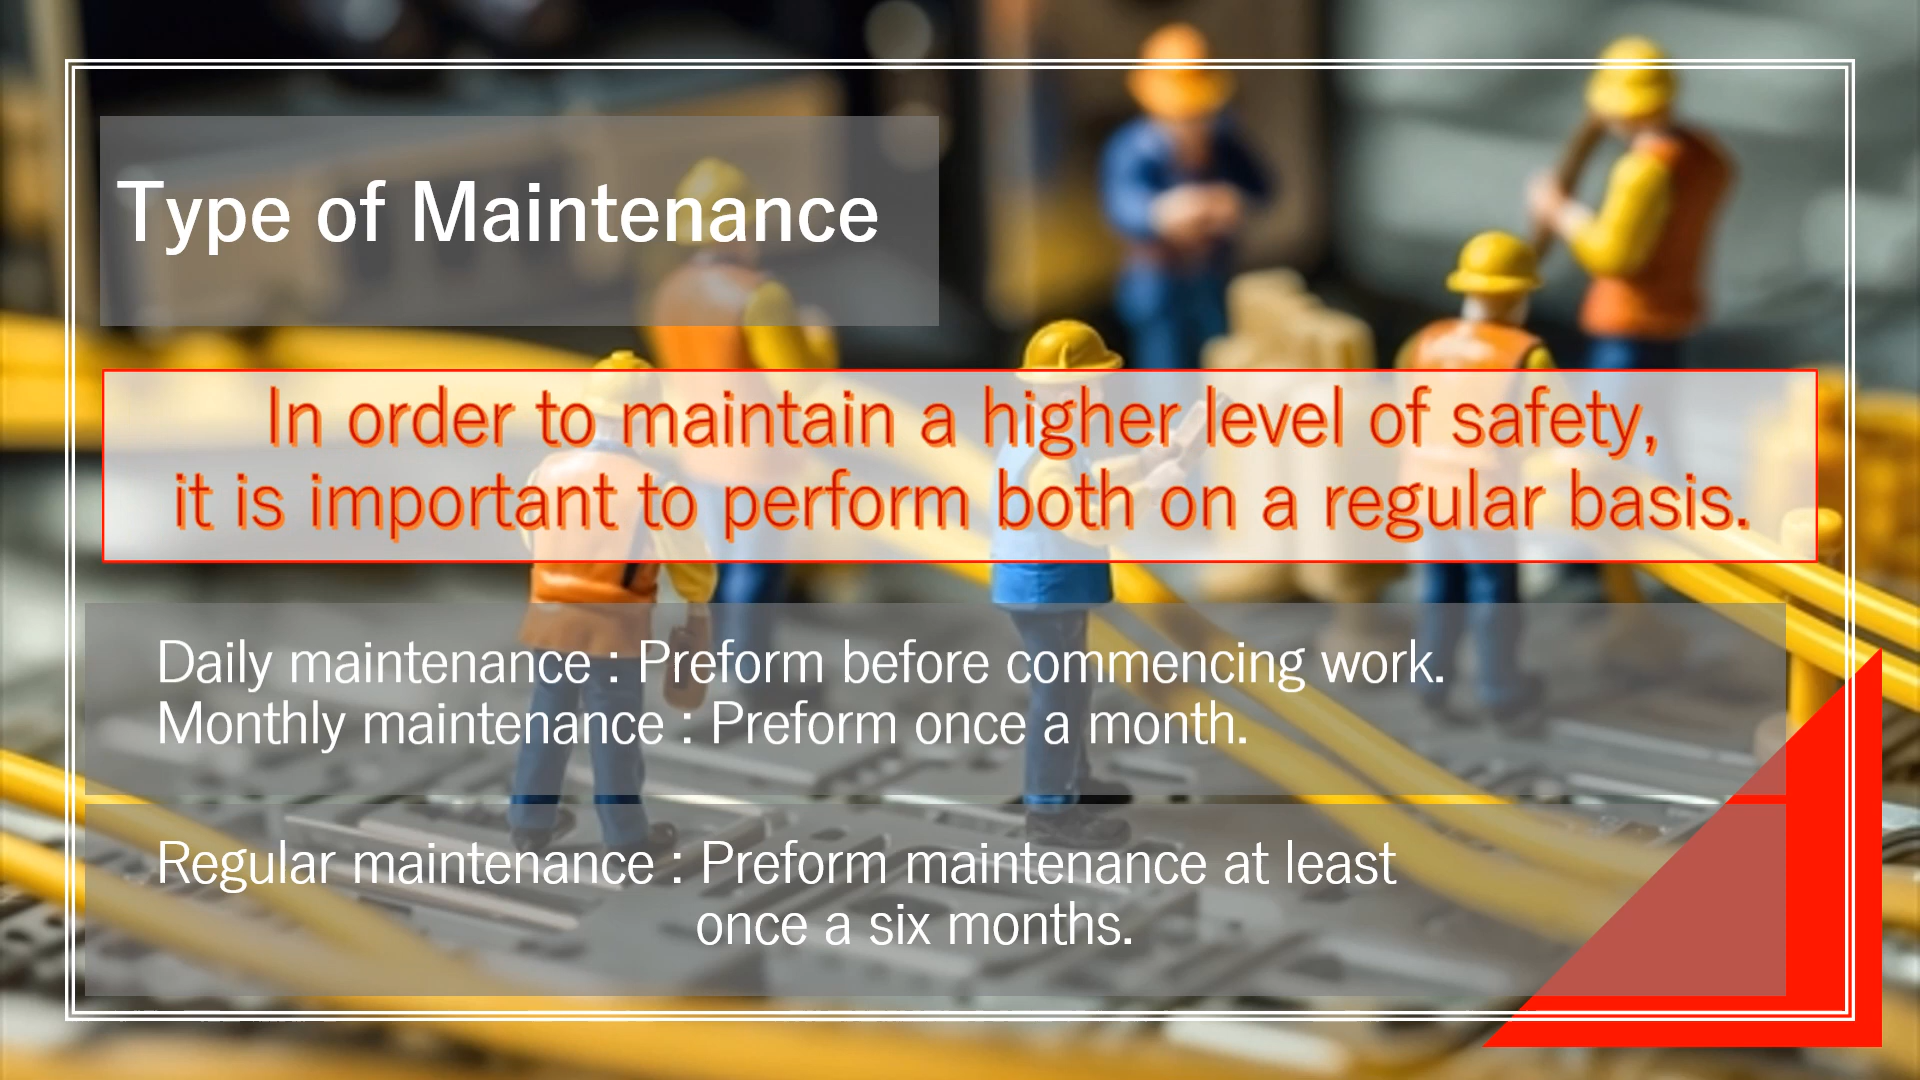 Type of Maintenance
In order to maintain a higher level of safety,
it is important to perform both on a regular basis.
Daily maintenance : Preform before commencing work.
Monthly maintenance : Preform once a month.
Regular maintenance : Preform maintenance at least
once a six months.